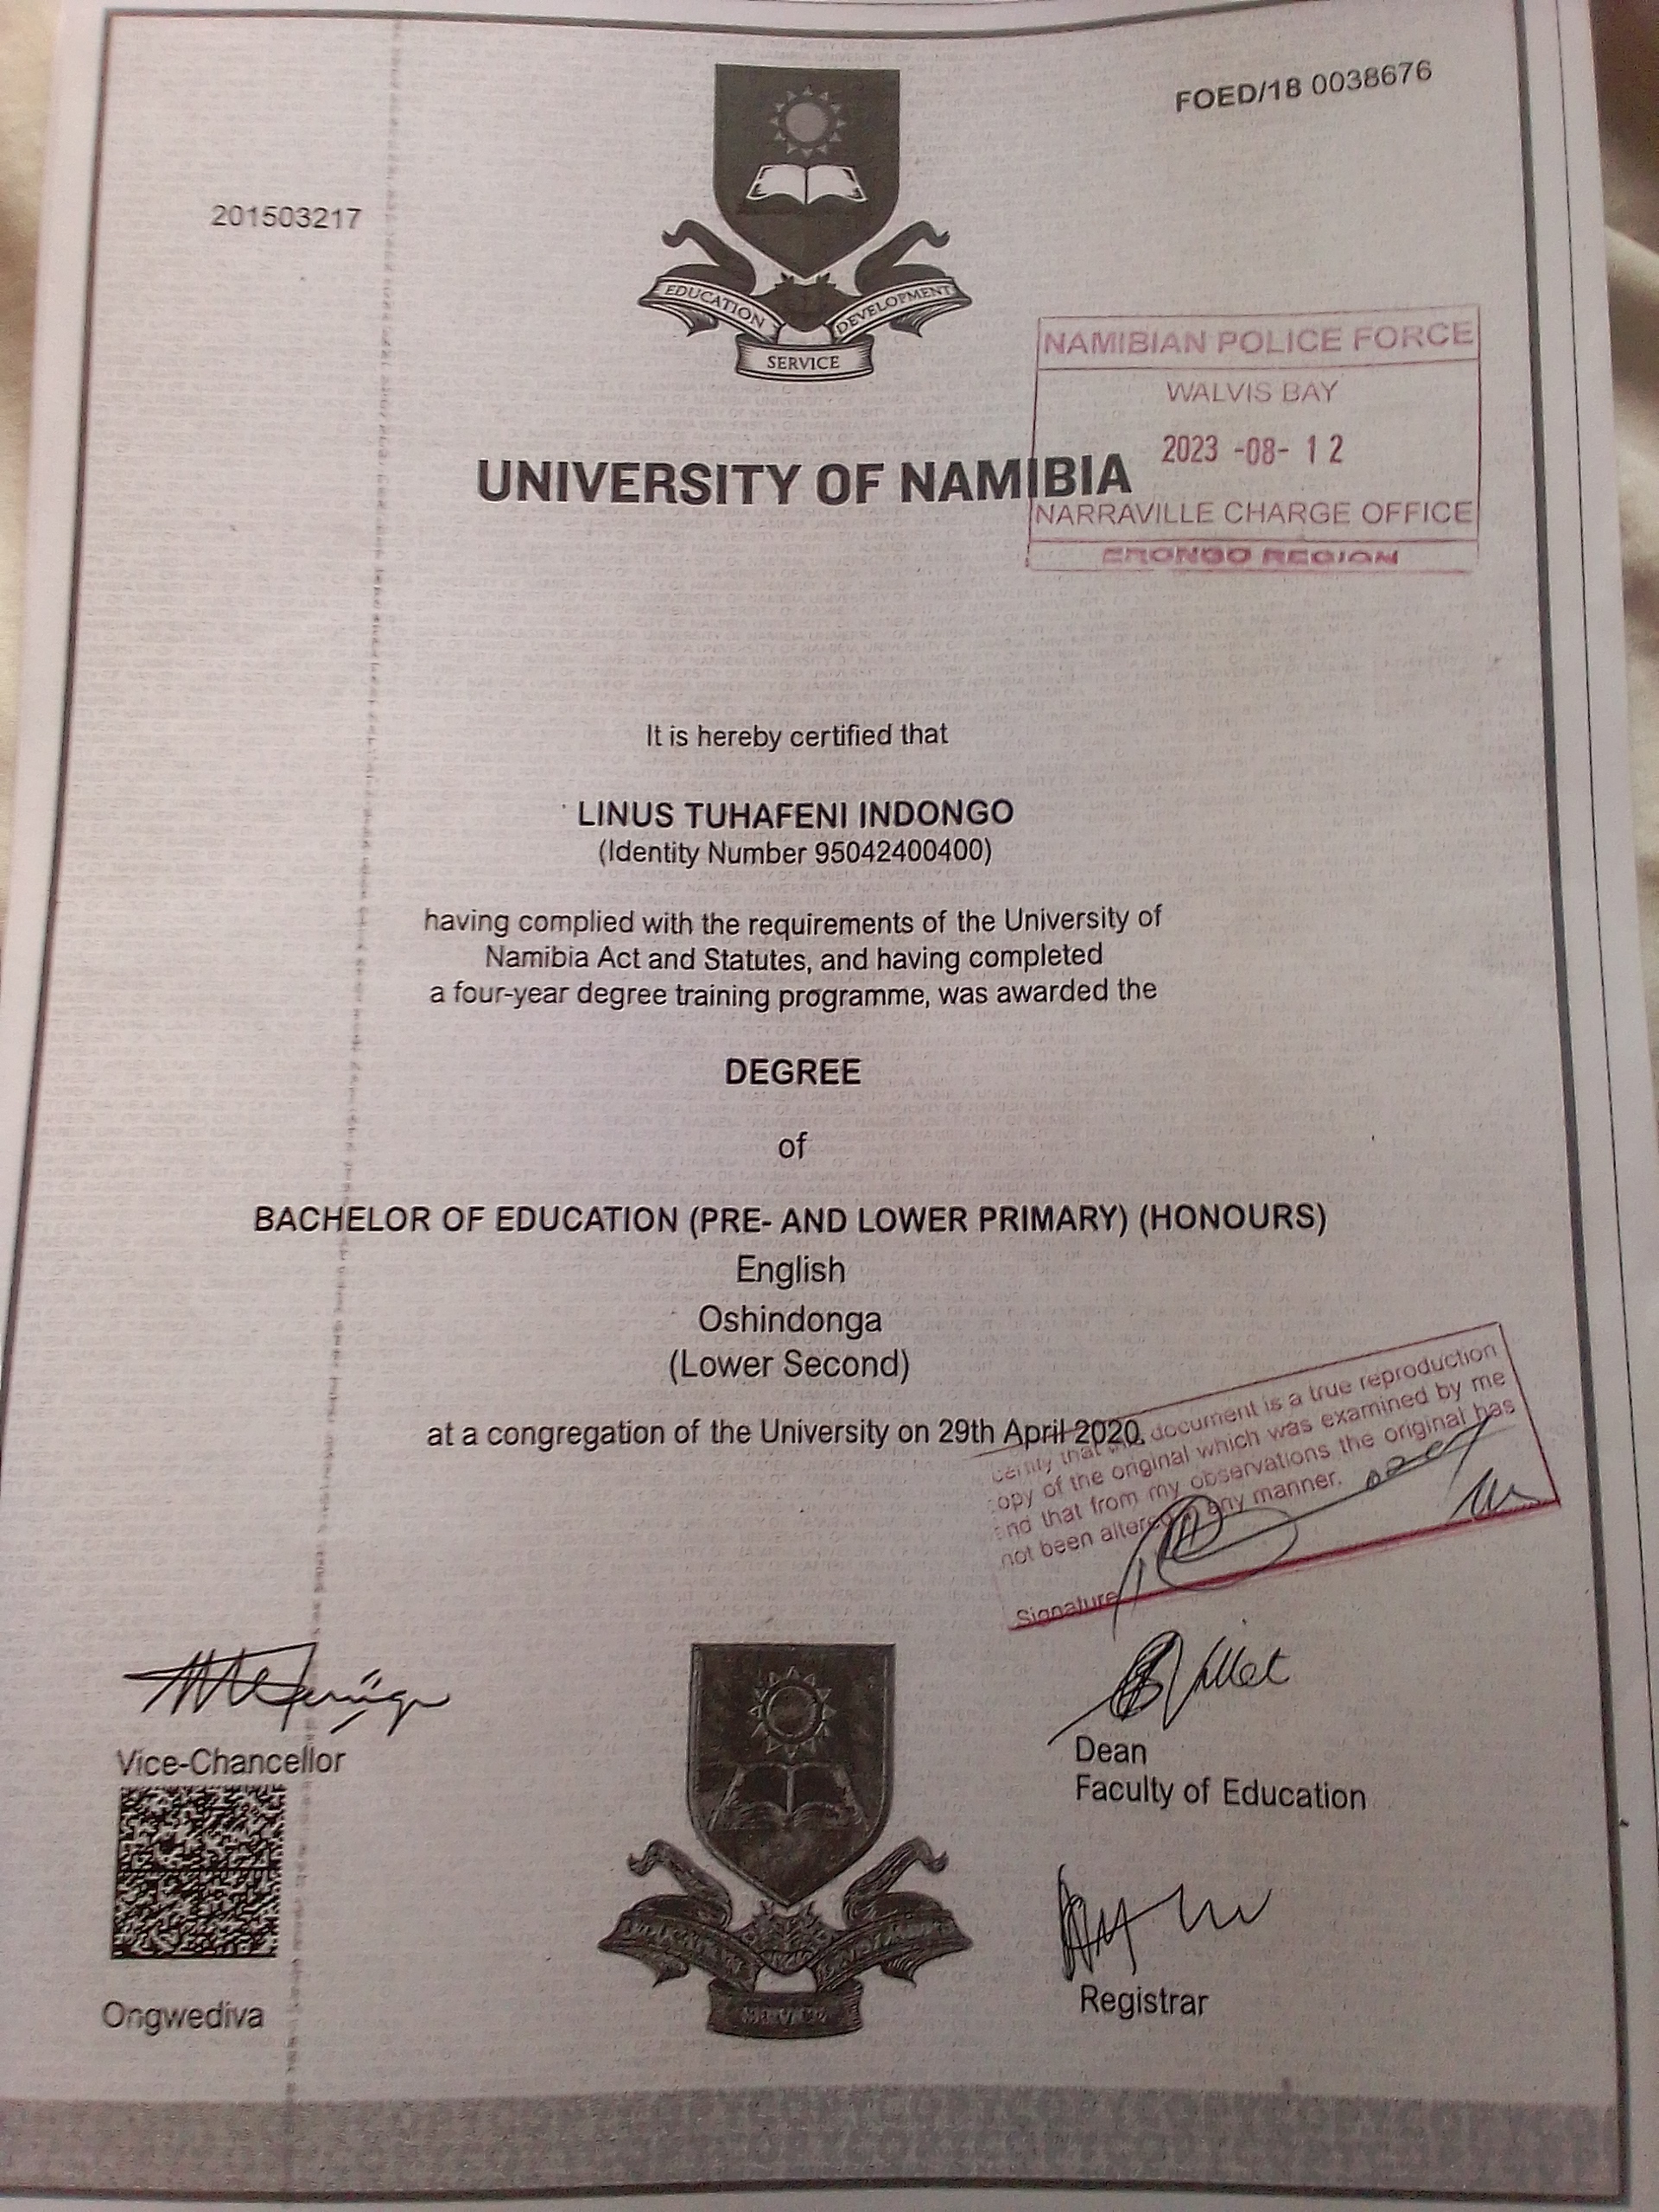 FOED/18 0038676
201503217
EDUCATION
DEVELOPMENT
SERVICE
NAMIBIAN POLICE FORCE
WALVIS BAY
2023 -08- 12
NARRAVILLE CHARGE OFFICE
ERONGO REGION
UNIVERSITY OF NAMIBIA
It is hereby certified that
LINUS TUHAFENI INDONGO
(Identity Number 95042400400)
having complied with the requirements of the University of
Namibia Act and Statutes, and having completed
a four-year degree training programme, was awarded the
DEGREE
of
BACHELOR OF EDUCATION (PRE- AND LOWER PRIMARY) (HONOURS)
English
Oshindonga
(Lower Second)
at a congregation of the University on 29th April 2020.
certify that this document is a true reproduction
copy of the original which was examined by me
and that from my observations the original has
not been altered in any manner.
Signature
Vice-Chancellor
Dean
Faculty of Education
Registrar
Ongwediva
COPYCOPYCOPYCOPYCOPY